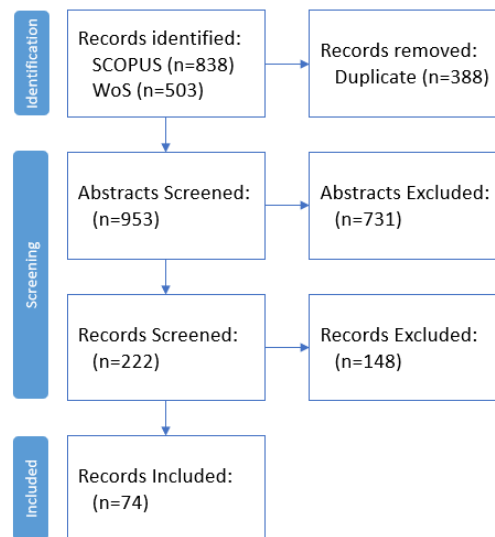 Identification
Records identified:
SCOPUS (n=838)
WoS (n=503)
Records removed:
Duplicate (n=388)
Screening
Abstracts Screened:
(n=953)
Abstracts Excluded:
(n=731)
Records Screened:
(n=222)
Records Excluded:
(n=148)
Included
Records Included:
(n=74)